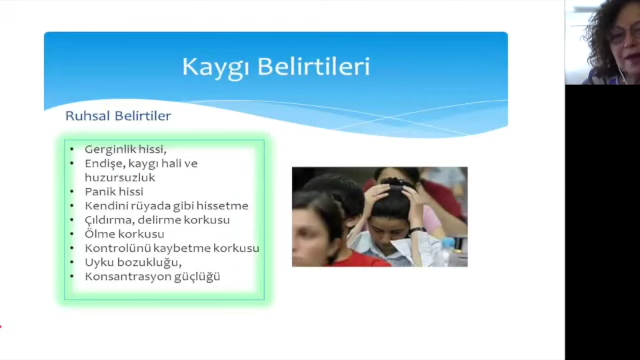 Kaygı Belirtileri
Ruhsal Belirtiler
• Gerginlik hissi,
• Endişe, kaygı hali ve
huzursuzluk
• Panik hissi
• Kendini rüyada gibi hissetme
• Çıldırma, delirme korkusu
• Ölme korkusu
• Kontrolünü kaybetme korkusu
• Uyku bozukluğu,
• Konsantrasyon güçlüğü